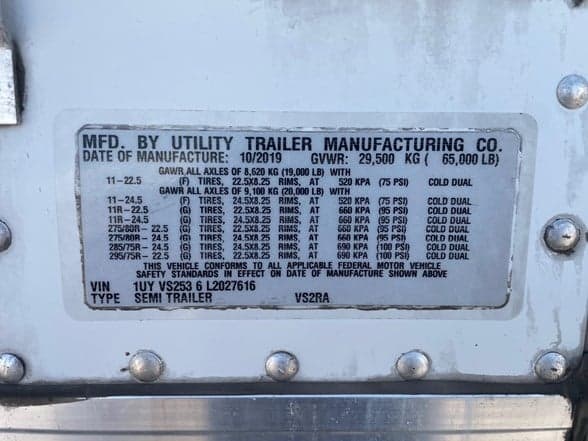 MFD. BY UTILITY TRAILER MANUFACTURING CO.
DATE OF MANUFACTURE: 10/2019 GVWR: 29,500 KG ( 65,000 LB)
GAWR ALL AXLES OF 8,620 KG (19,000 LB) WITH
11-22.5 (F) TIRES, 22.5X8.25 RIMS, AT 520 KPA (75 PSI) COLD DUAL
GAWR ALL AXLES OF 9,100 KG (20,000 LB) WITH
11-24.5 (F) TIRES, 24.5X8.25 RIMS, AT 520 KPA (75 PSI) COLD DUAL
11R-22.5 (G) TIRES, 22.5X8.25 RIMS, AT 660 KPA (95 PSI) COLD DUAL
11R-24.5 (G) TIRES, 24.5X8.25 RIMS, AT 660 KPA (95 PSI) COLD DUAL
275/80R-22.5 (G) TIRES, 22.5X8.25 RIMS, AT 660 KPA (95 PSI) COLD DUAL
275/80R-24.5 (G) TIRES, 24.5X8.25 RIMS, AT 660 KPA (95 PSI) COLD DUAL
285/75R-24.5 (G) TIRES, 24.5X8.25 RIMS, AT 690 KPA (100 PSI) COLD DUAL
295/75R-22.5 (G) TIRES, 22.5X8.25 RIMS, AT 690 KPA (100 PSI) COLD DUAL
THIS VEHICLE CONFORMS TO ALL APPLICABLE FEDERAL MOTOR VEHICLE
SAFETY STANDARDS IN EFFECT ON DATE OF MANUFACTURE SHOWN ABOVE
VIN 1UY VS253 6 L2027616
TYPE SEMI TRAILER VS2RA